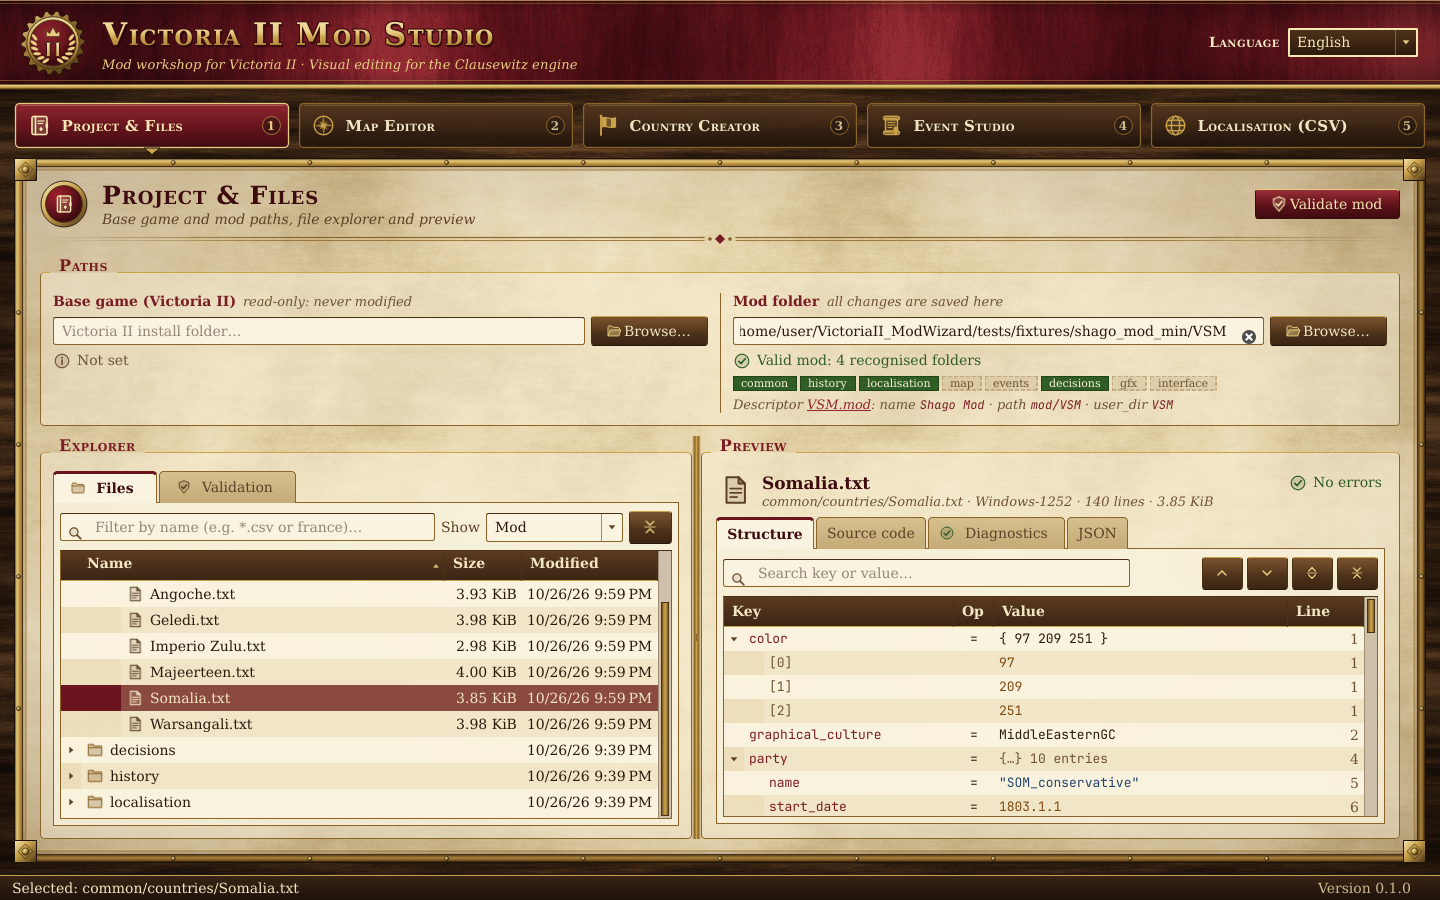 Victoria II Mod Studio
Mod workshop for Victoria II · Visual editing for the Clausewitz engine
Language English
Project & Files 1
Map Editor 2
Country Creator 3
Event Studio 4
Localisation (CSV) 5
Project & Files
Base game and mod paths, file explorer and preview
Validate mod
Paths
Base game (Victoria II) read-only: never modified
Victoria II install folder...
Browse...
Not set
Mod folder all changes are saved here
home/user/VictoriaII_ModWizard/tests/fixtures/shago_mod_min/VSM
Browse...
Valid mod: 4 recognised folders
common history localisation map events decisions gfx interface
Descriptor VSM.mod: name Shago Mod · path mod/VSM · user_dir VSM
Explorer
Files Validation
Filter by name (e.g. *.csv or france)... Show Mod
Name Size Modified
Angoche.txt 3.93 KiB 10/26/26 9:59 PM
Geledi.txt 3.98 KiB 10/26/26 9:59 PM
Imperio Zulu.txt 2.98 KiB 10/26/26 9:59 PM
Majeerteen.txt 4.00 KiB 10/26/26 9:59 PM
Somalia.txt 3.85 KiB 10/26/26 9:59 PM
Warsangali.txt 3.98 KiB 10/26/26 9:59 PM
decisions 10/26/26 9:39 PM
history 10/26/26 9:39 PM
localisation 10/26/26 9:39 PM
Preview
Somalia.txt
common/countries/Somalia.txt · Windows-1252 · 140 lines · 3.85 KiB
No errors
Structure Source code Diagnostics JSON
Search key or value...
Key Op Value Line
color = { 97 209 251 } 1
[0] 97 1
[1] 209 1
[2] 251 1
graphical_culture = MiddleEasternGC 2
party = {…} 10 entries 4
name = "SOM_conservative" 5
start_date = 1803.1.1 6
Selected: common/countries/Somalia.txt
Version 0.1.0